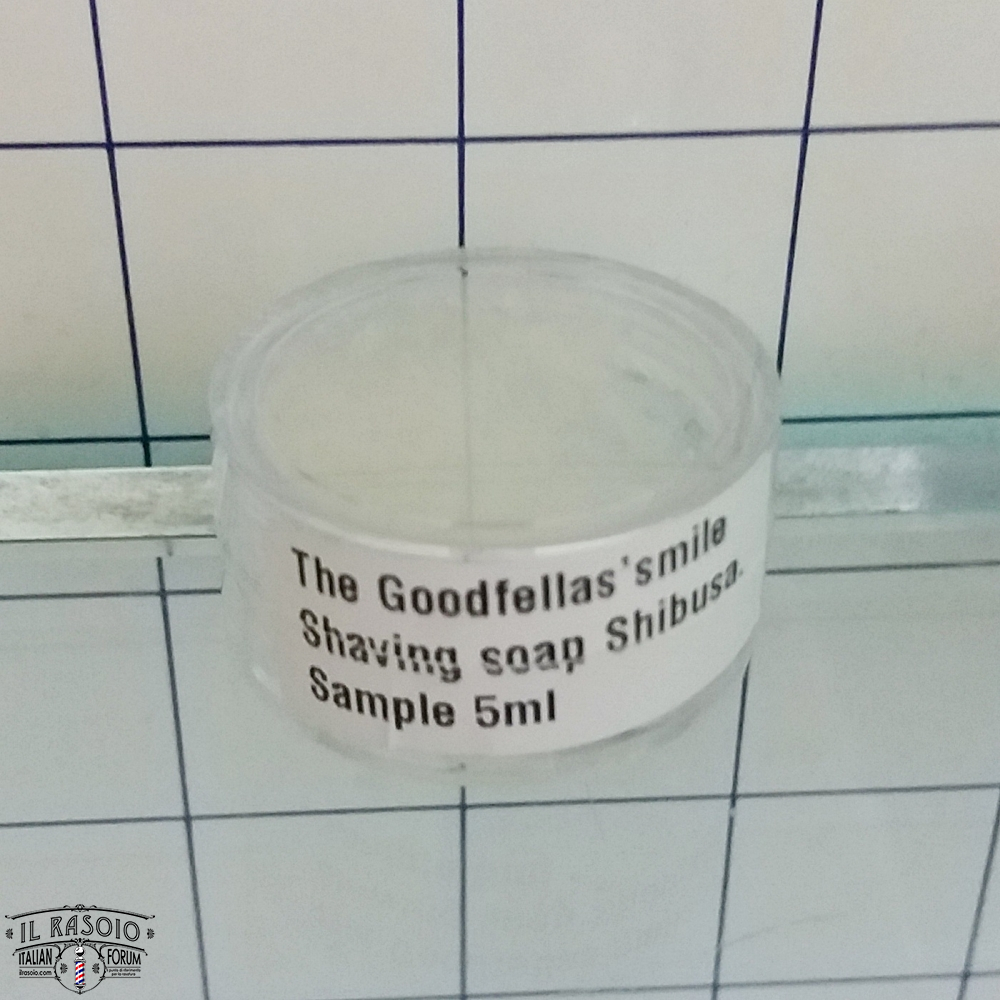 The Goodfellas'smile
Shaving soap Shibusa.
Sample 5ml
IL RASOIO
ITALIAN FORUM
ilrasoio.com